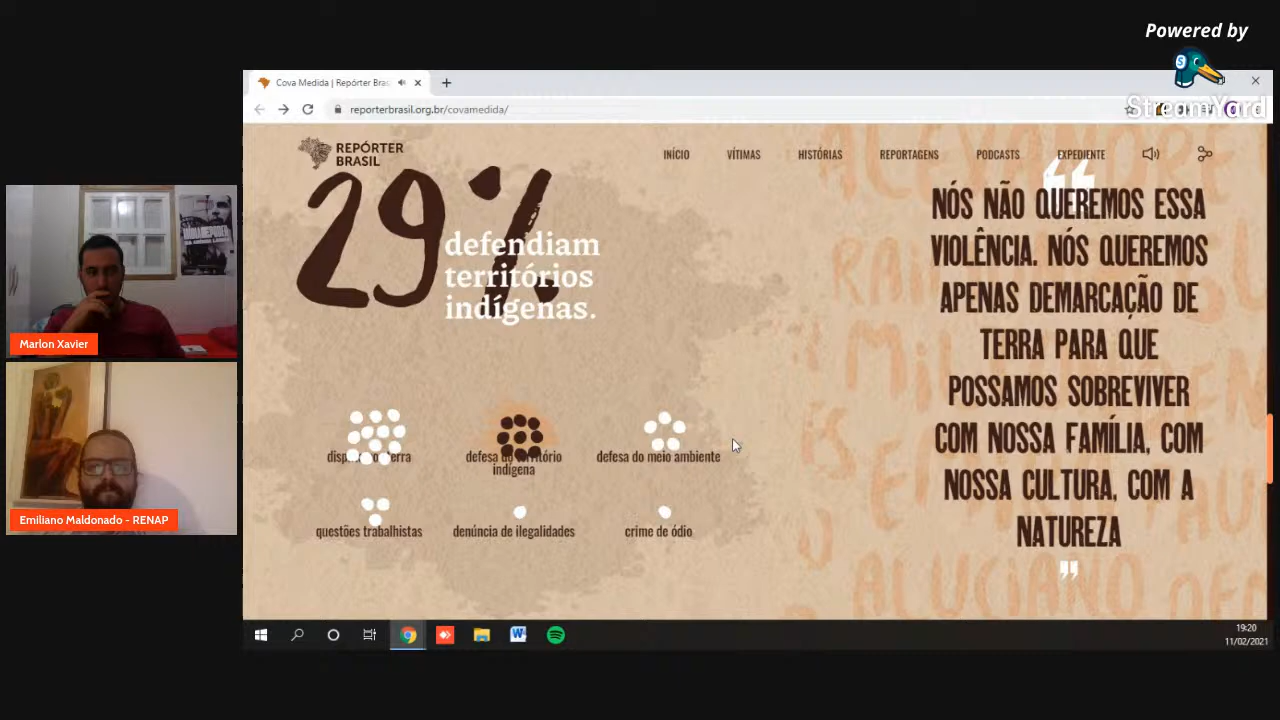 Powered by
StreamYard
Cova Medida | Repórter Bras
reporterbrasil.org.br/covamedida/
REPÓRTER
BRASIL
INÍCIO
VÍTIMAS
HISTÓRIAS
REPORTAGENS
PODCASTS
EXPEDIENTE
29%
defendiam
territórios
indígenas.
defesa do território
indígena
defesa do meio ambiente
questões trabalhistas
denúncia de ilegalidades
crime de ódio
“
NÓS NÃO QUEREMOS ESSA
VIOLÊNCIA. NÓS QUEREMOS
APENAS DEMARCAÇÃO DE
TERRA PARA QUE
POSSAMOS SOBREVIVER
COM NOSSA FAMÍLIA, COM
NOSSA CULTURA, COM A
NATUREZA
”
Marlon Xavier
Emiliano Maldonado - RENAP
19:20
11/02/2021